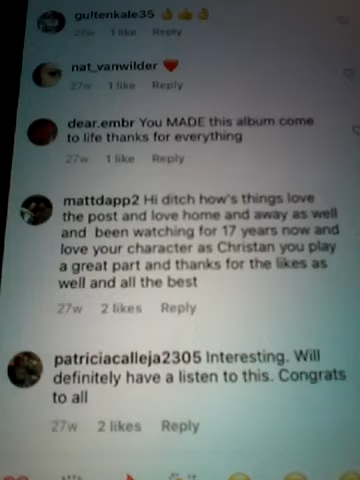 gultenkale35 👌👍👌
27w 1 like Reply
nat_vanwilder ❤️
27w 1 like Reply
dear.embr You MADE this album come
to life thanks for everything
27w 1 like Reply
mattdapp2 Hi ditch how's things love
the post and love home and away as well
and been watching for 17 years now and
love your character as Christan you play
a great part and thanks for the likes as
well and all the best
27w 2 likes Reply
patriciacalleja2305 Interesting. Will
definitely have a listen to this. Congrats
to all
27w 2 likes Reply